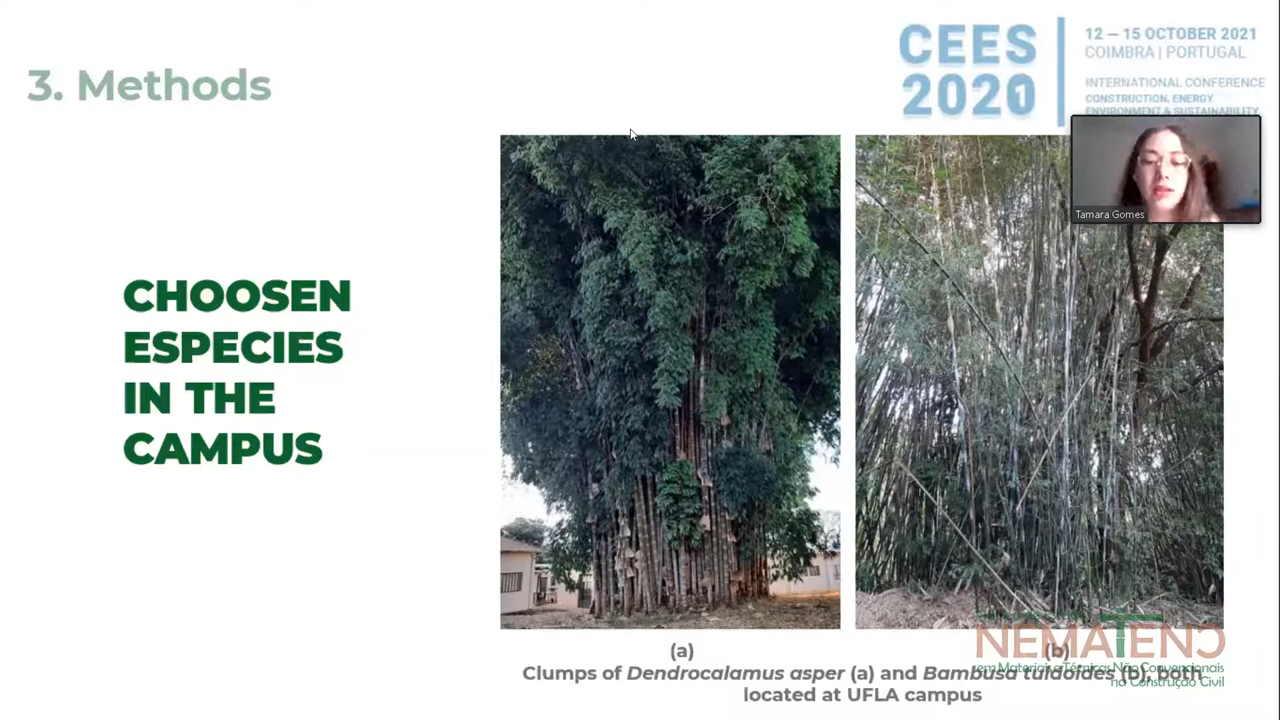 3. Methods
CEES
2020
12 — 15 OCTOBER 2021
COIMBRA | PORTUGAL
INTERNATIONAL CONFERENCE
CONSTRUCTION, ENERGY
ENVIRONMENT & SUSTAINABILITY
Tamara Gomes
CHOOSEN
ESPECIES
IN THE
CAMPUS
(a)
(b)
Clumps of Dendrocalamus asper (a) and Bambusa tuldoides (b), both
located at UFLA campus
NEMATENC
em Materiais e Técnicas Não Convencionais
na Construção Civil